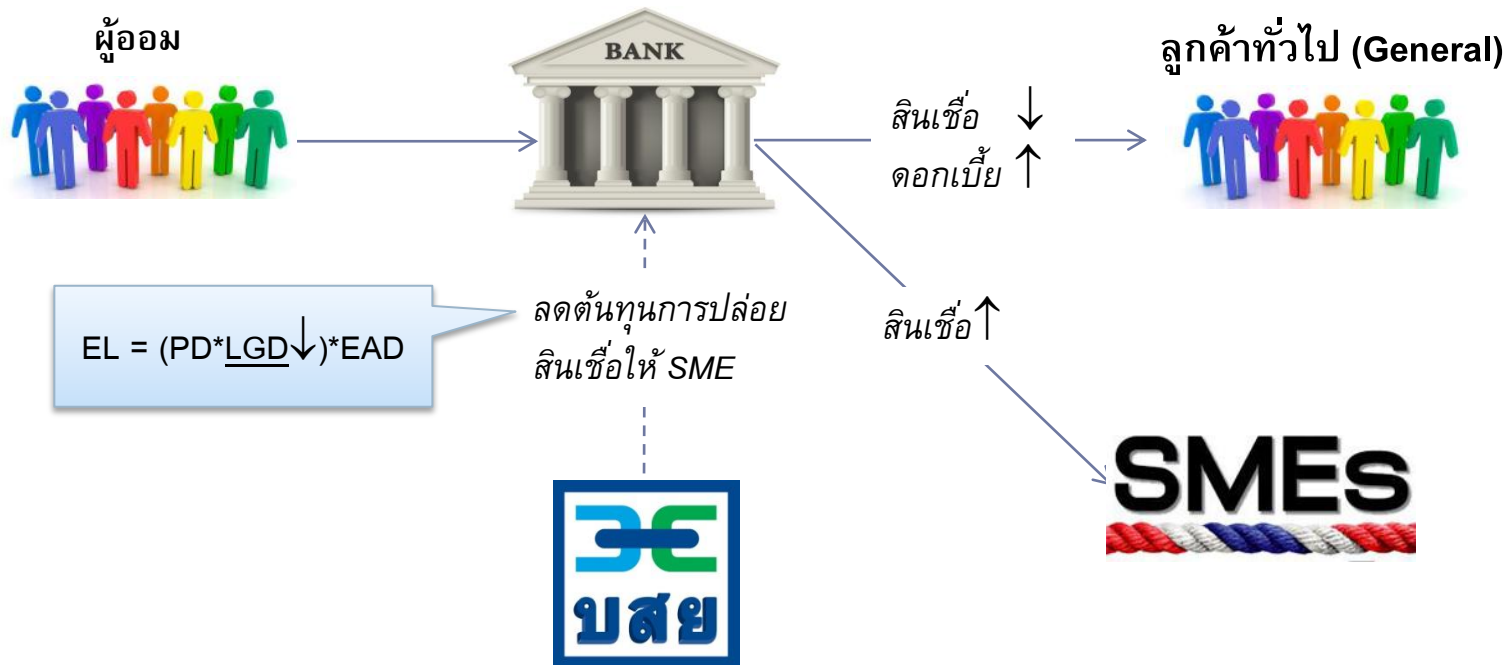 ผู้ออม
BANK
ลูกค้าทั่วไป (General)
สินเชื่อ ↓
ดอกเบี้ย ↑
EL = (PD*LGD↓)*EAD
ลดต้นทุนการปล่อย
สินเชื่อให้ SME
สินเชื่อ↑
SMEs
บสย